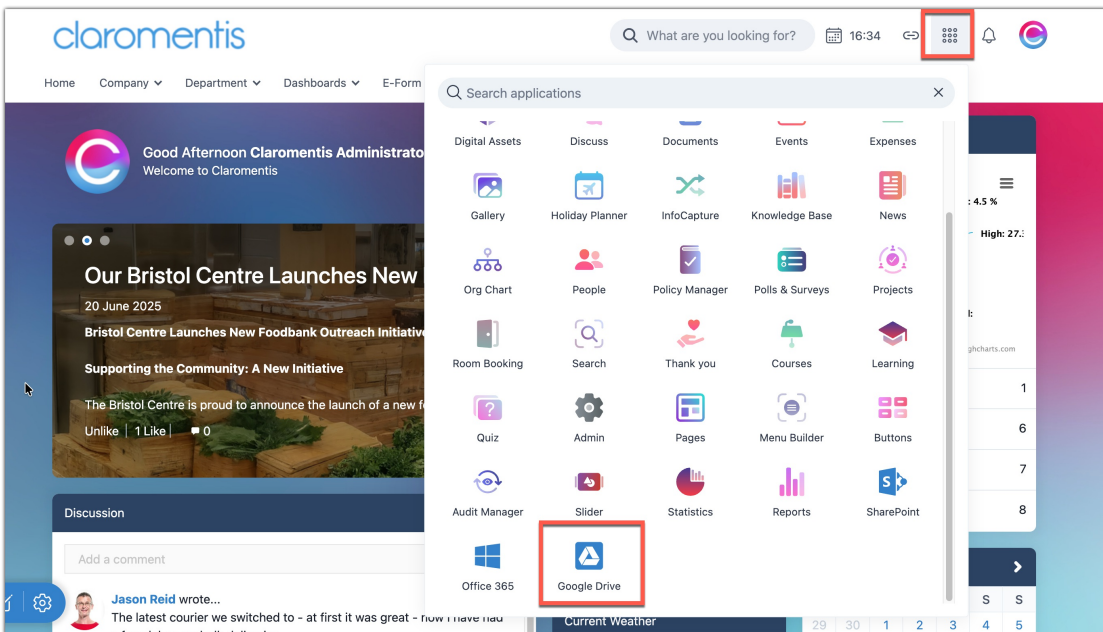 claromentis
What are you looking for?
16:34
Home
Company
Department
Dashboards
E-Form
Search applications
Good Afternoon Claromentis Administrato
Welcome to Claromentis
Digital Assets
Discuss
Documents
Events
Expenses
Gallery
Holiday Planner
InfoCapture
Knowledge Base
News
Org Chart
People
Policy Manager
Polls & Surveys
Projects
Room Booking
Search
Thank you
Courses
Learning
Quiz
Admin
Pages
Menu Builder
Buttons
Audit Manager
Slider
Statistics
Reports
SharePoint
Office 365
Google Drive
: 4.5 %
High: 27.
ghcharts.com
1
6
7
8
Our Bristol Centre Launches New
20 June 2025
Bristol Centre Launches New Foodbank Outreach Initiative
Supporting the Community: A New Initiative
The Bristol Centre is proud to announce the launch of a new f
Unlike
1 Like
0
Discussion
Add a comment
Jason Reid wrote...
The latest courier we switched to - at first it was great - now I have had
Current Weather
S S
29 30 1 2 3 4 5